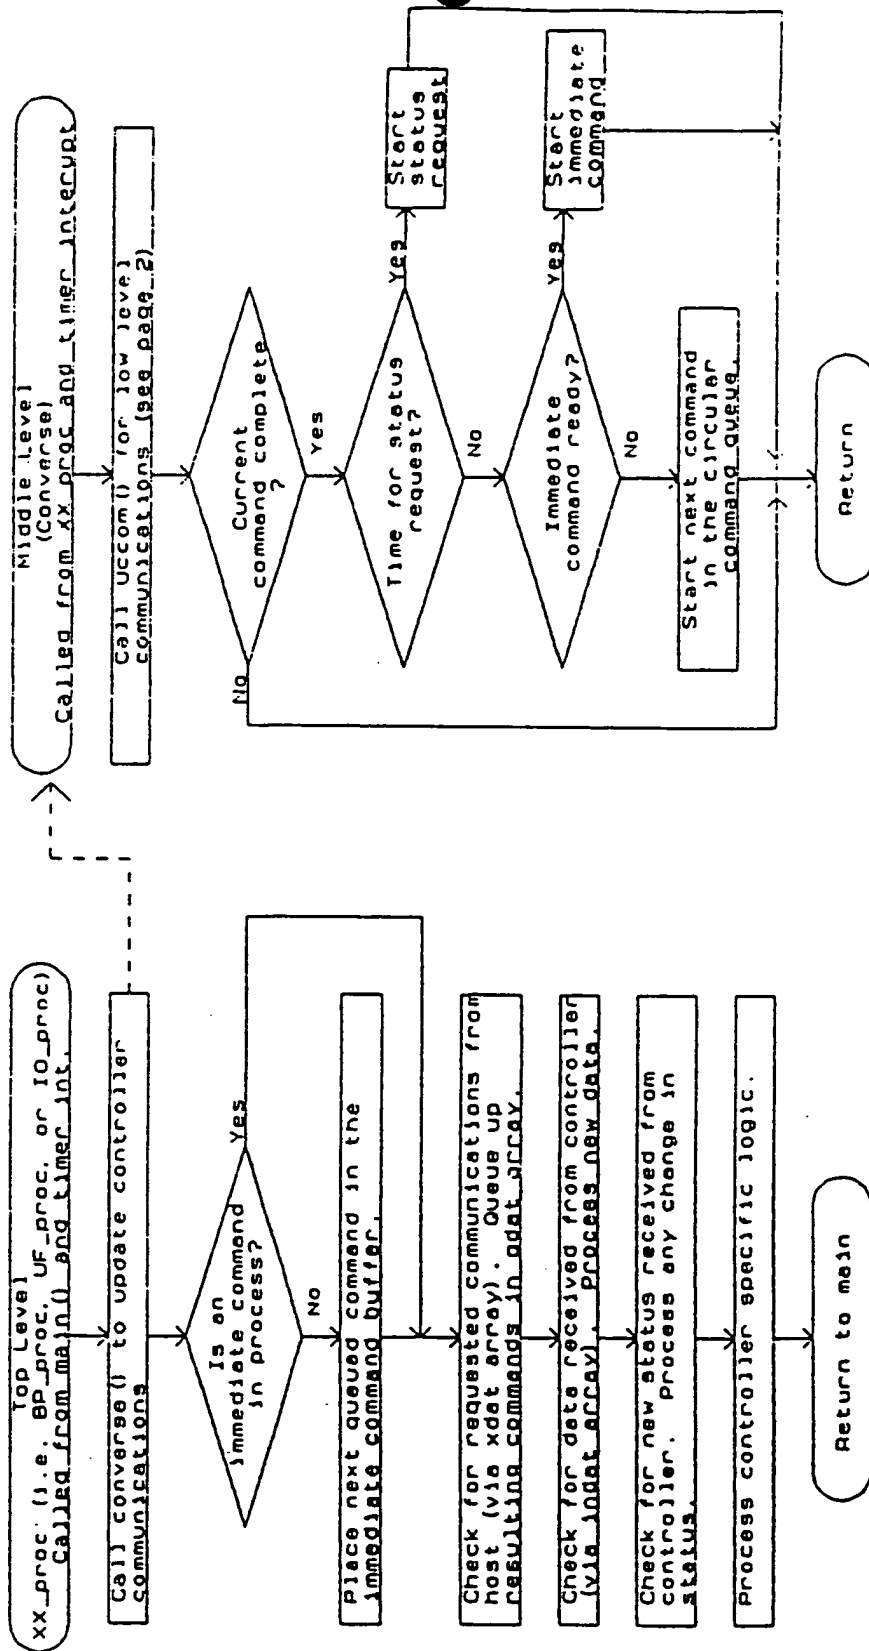 Top Level
xx_proc (i.e. BP_proc, UF_proc, or IO_proc)
Called from main() and timer int.
Call converse() to update controller
communications
Is an
immediate command
in process?
Yes
No
Place next queued command in the
immediate command buffer.
Check for requested communications from
host (via xdat array). Queue up
resulting commands in qdat array.
Check for data received from controller
(via indat array). Process new data.
Check for new status received from
controller. Process any change in
status.
Process controller specific logic.
Return to main
Middle Level
(Converse)
Called from xx_proc and timer interupt
Call uccom() for low level
communications (see page 2)
Current
command complete
?
No
Yes
Time for status
request?
Yes
No
Start
status
request
Immediate
command ready?
Yes
No
Start
immediate
command
Start next command
in the circular
command queue.
Return